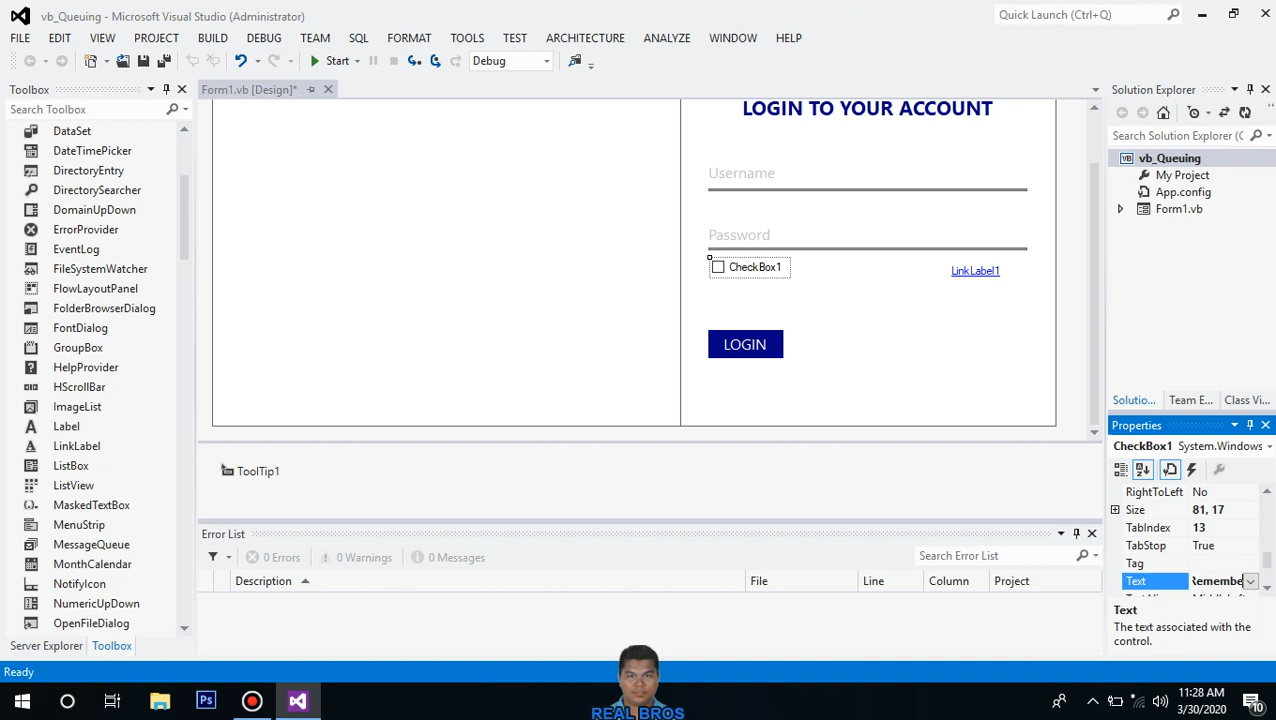 vb_Queuing - Microsoft Visual Studio (Administrator)
Quick Launch (Ctrl+Q)
FILE EDIT VIEW PROJECT BUILD DEBUG TEAM SQL FORMAT TOOLS TEST ARCHITECTURE ANALYZE WINDOW HELP
Start Debug
Toolbox
Form1.vb [Design]*
Solution Explorer
Search Toolbox
DataSet
DateTimePicker
DirectoryEntry
DirectorySearcher
DomainUpDown
ErrorProvider
EventLog
FileSystemWatcher
FlowLayoutPanel
FolderBrowserDialog
FontDialog
GroupBox
HelpProvider
HScrollBar
ImageList
Label
LinkLabel
ListBox
ListView
MaskedTextBox
MenuStrip
MessageQueue
MonthCalendar
NotifyIcon
NumericUpDown
OpenFileDialog
Server Explorer Toolbox
LOGIN TO YOUR ACCOUNT
Username
Password
CheckBox1 LinkLabel1
LOGIN
ToolTip1
Error List
0 Errors 0 Warnings 0 Messages
Search Error List
Description File Line Column Project
Search Solution Explorer (C
VB vb_Queuing
My Project
App.config
Form1.vb
Solutio... Team E... Class Vi...
Properties
CheckBox1 System.Windows
RightToLeft No
Size 81, 17
TabIndex 13
TabStop True
Tag
Text Remembe
Text
The text associated with the
control.
Ready
Ps
11:28 AM
3/30/2020
10
REAL BROS